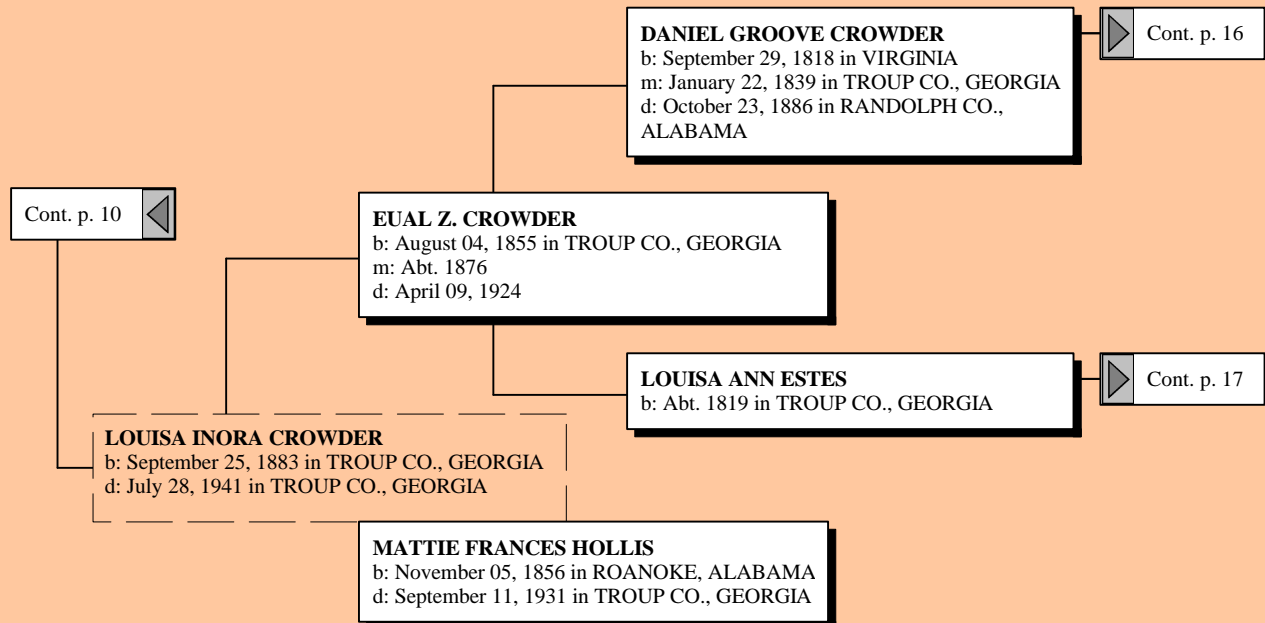 DANIEL GROOVE CROWDER
b: September 29, 1818 in VIRGINIA
m: January 22, 1839 in TROUP CO., GEORGIA
d: October 23, 1886 in RANDOLPH CO.,
ALABAMA
Cont. p. 16
Cont. p. 10
EUAL Z. CROWDER
b: August 04, 1855 in TROUP CO., GEORGIA
m: Abt. 1876
d: April 09, 1924
LOUISA ANN ESTES
b: Abt. 1819 in TROUP CO., GEORGIA
Cont. p. 17
LOUISA INORA CROWDER
b: September 25, 1883 in TROUP CO., GEORGIA
d: July 28, 1941 in TROUP CO., GEORGIA
MATTIE FRANCES HOLLIS
b: November 05, 1856 in ROANOKE, ALABAMA
d: September 11, 1931 in TROUP CO., GEORGIA